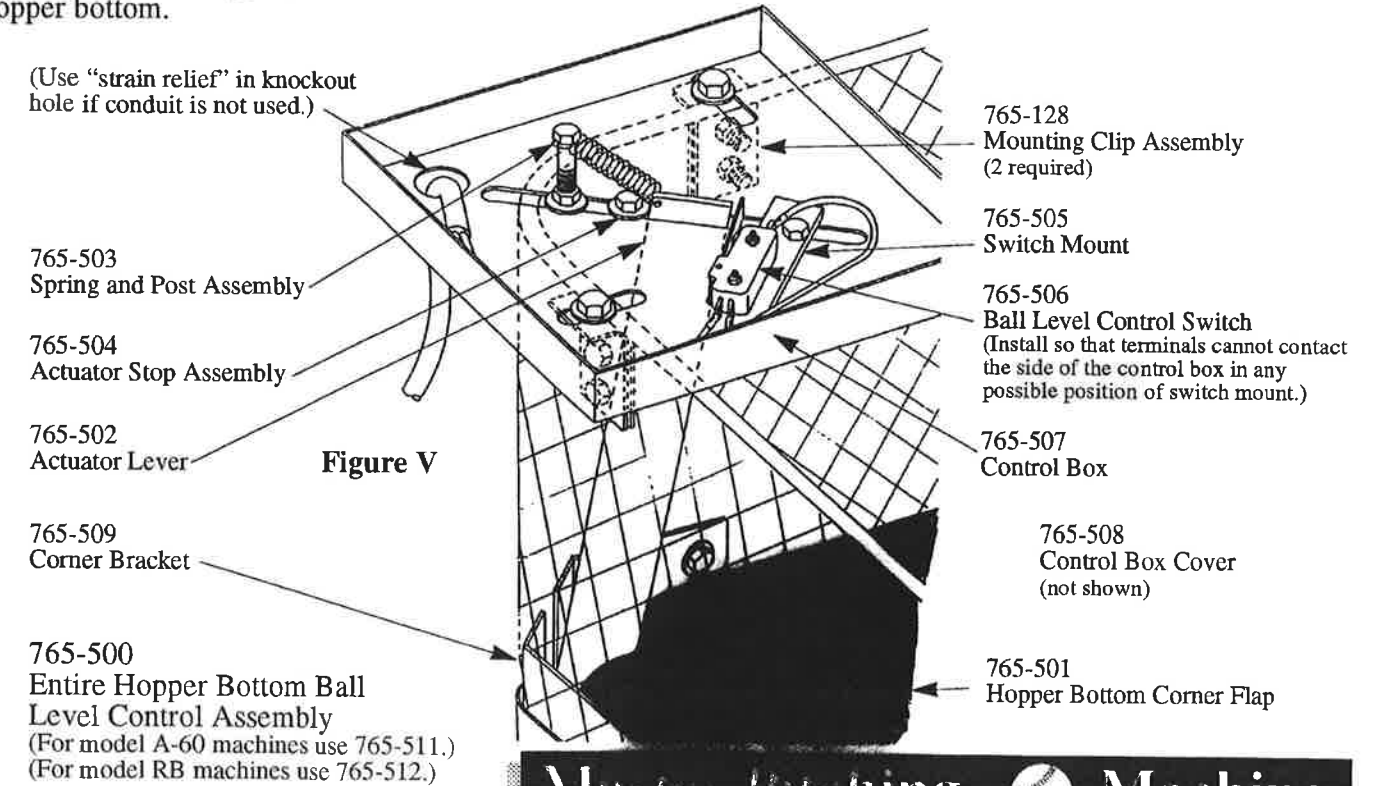 opper bottom.
(Use “strain relief” in knockout
hole if conduit is not used.)
765-503
Spring and Post Assembly
765-504
Actuator Stop Assembly
765-502
Actuator Lever
Figure V
765-509
Corner Bracket
765-500
Entire Hopper Bottom Ball
Level Control Assembly
(For model A-60 machines use 765-511.)
(For model RB machines use 765-512.)
765-128
Mounting Clip Assembly
(2 required)
765-505
Switch Mount
765-506
Ball Level Control Switch
(Install so that terminals cannot contact
the side of the control box in any
possible position of switch mount.)
765-507
Control Box
765-508
Control Box Cover
(not shown)
765-501
Hopper Bottom Corner Flap